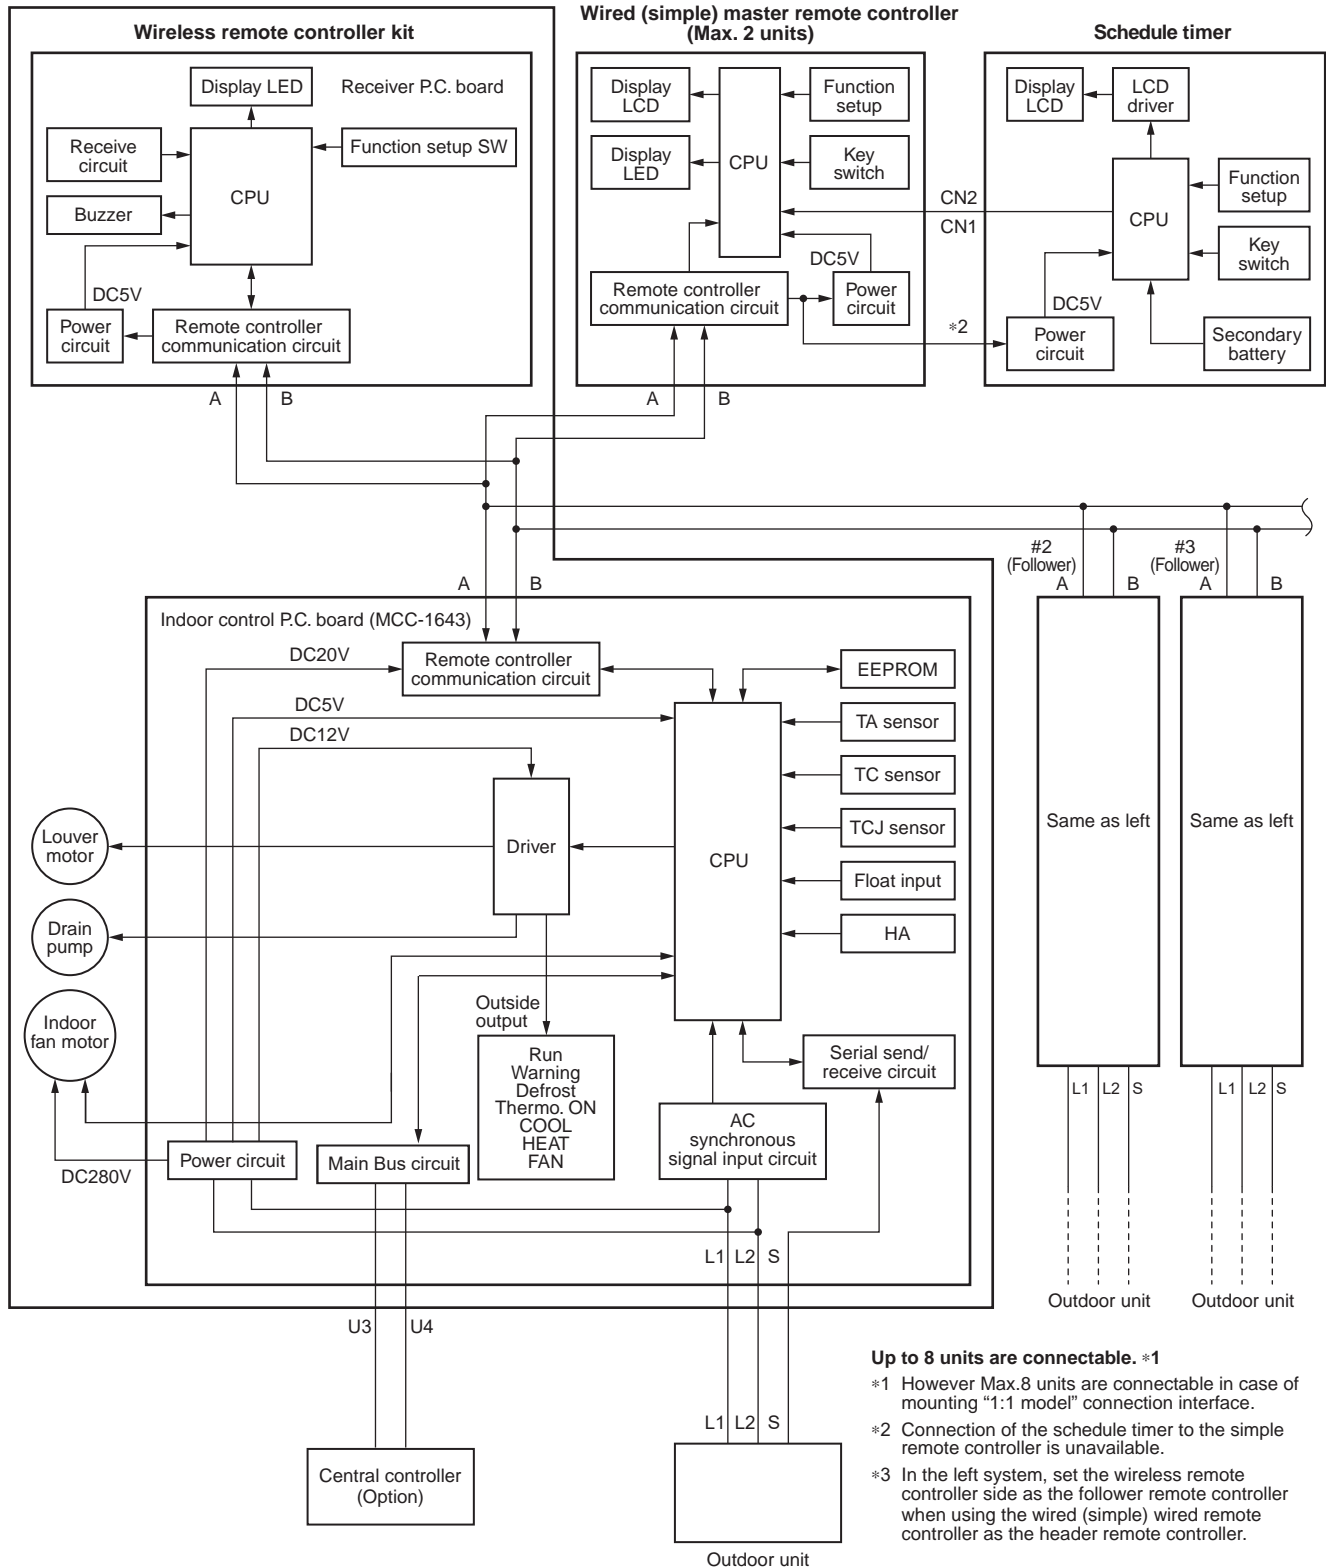 Wireless remote controller kit
Wired (simple) master remote controller
(Max. 2 units)
Schedule timer
Display LED
Receiver P.C. board
Receive
circuit
Function setup SW
CPU
Buzzer
DC5V
Power
circuit
Remote controller
communication circuit
A
B
Display
LCD
Function
setup
Display
LED
CPU
Key
switch
DC5V
Remote controller
communication circuit
Power
circuit
A
B
CN2
CN1
∗2
Display
LCD
LCD
driver
CPU
Function
setup
Key
switch
DC5V
Power
circuit
Secondary
battery
#2
(Follower)
A
B
#3
(Follower)
A
B
A
B
Indoor control P.C. board (MCC-1643)
DC20V
Remote controller
communication circuit
EEPROM
DC5V
TA sensor
DC12V
TC sensor
TCJ sensor
Louver
motor
Driver
CPU
Same as left
Same as left
Float input
Drain
pump
HA
Outside
output
Indoor
fan motor
Run
Warning
Defrost
Thermo. ON
COOL
HEAT
FAN
Serial send/
receive circuit
AC
synchronous
signal input circuit
Power circuit
Main Bus circuit
DC280V
L1
L2
S
L1
L2
S
L1
L2
S
Outdoor unit
Outdoor unit
U3
U4
L1
L2
S
Central controller
(Option)
Outdoor unit
Up to 8 units are connectable. ∗1
∗1 However Max.8 units are connectable in case of
mounting “1:1 model” connection interface.
∗2 Connection of the schedule timer to the simple
remote controller is unavailable.
∗3 In the left system, set the wireless remote
controller side as the follower remote controller
when using the wired (simple) wired remote
controller as the header remote controller.